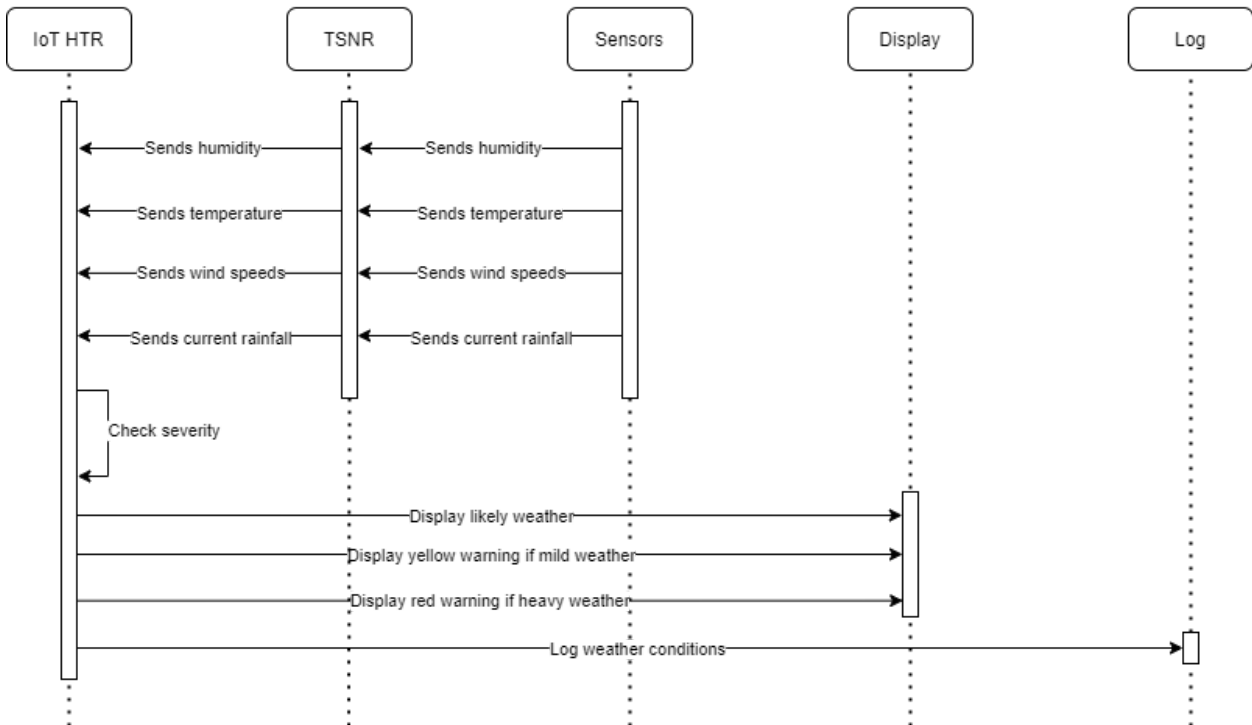 IoT HTR
TSNR
Sensors
Display
Log
Sends humidity
Sends humidity
Sends temperature
Sends temperature
Sends wind speeds
Sends wind speeds
Sends current rainfall
Sends current rainfall
Check severity
Display likely weather
Display yellow warning if mild weather
Display red warning if heavy weather
Log weather conditions